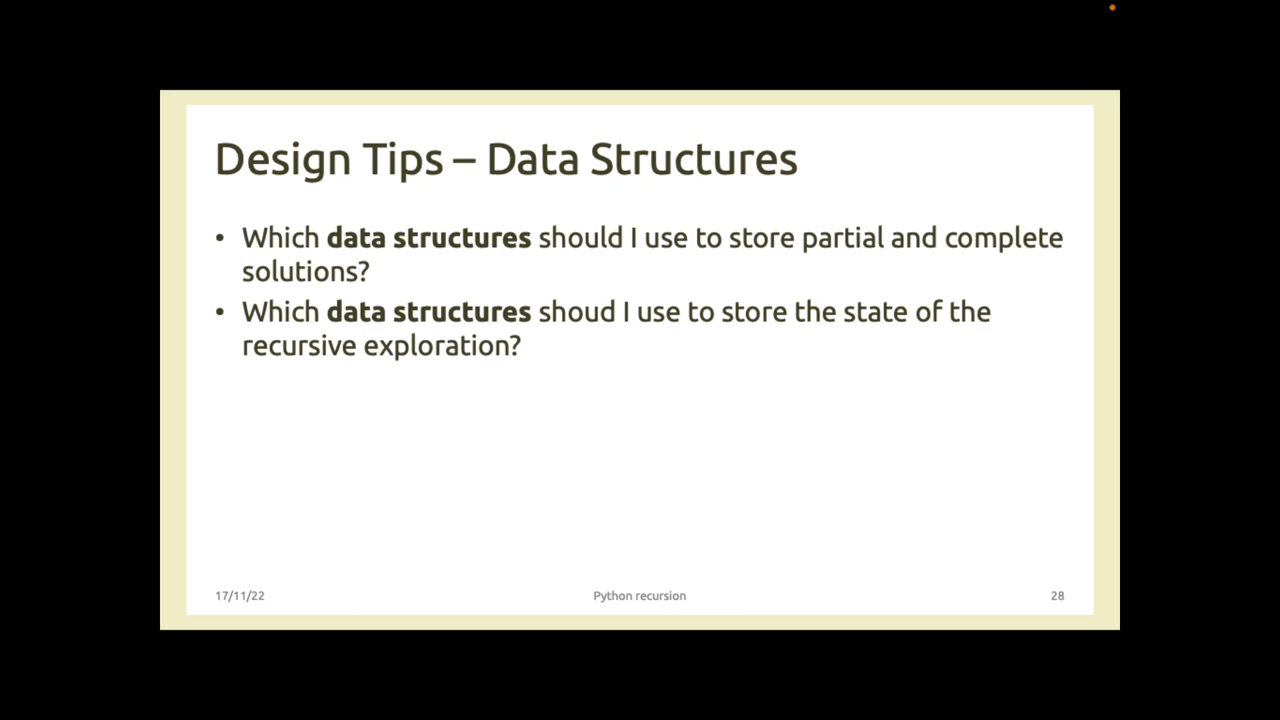 Design Tips – Data Structures
• Which data structures should I use to store partial and complete
solutions?
• Which data structures shoud I use to store the state of the
recursive exploration?
17/11/22
Python recursion
28